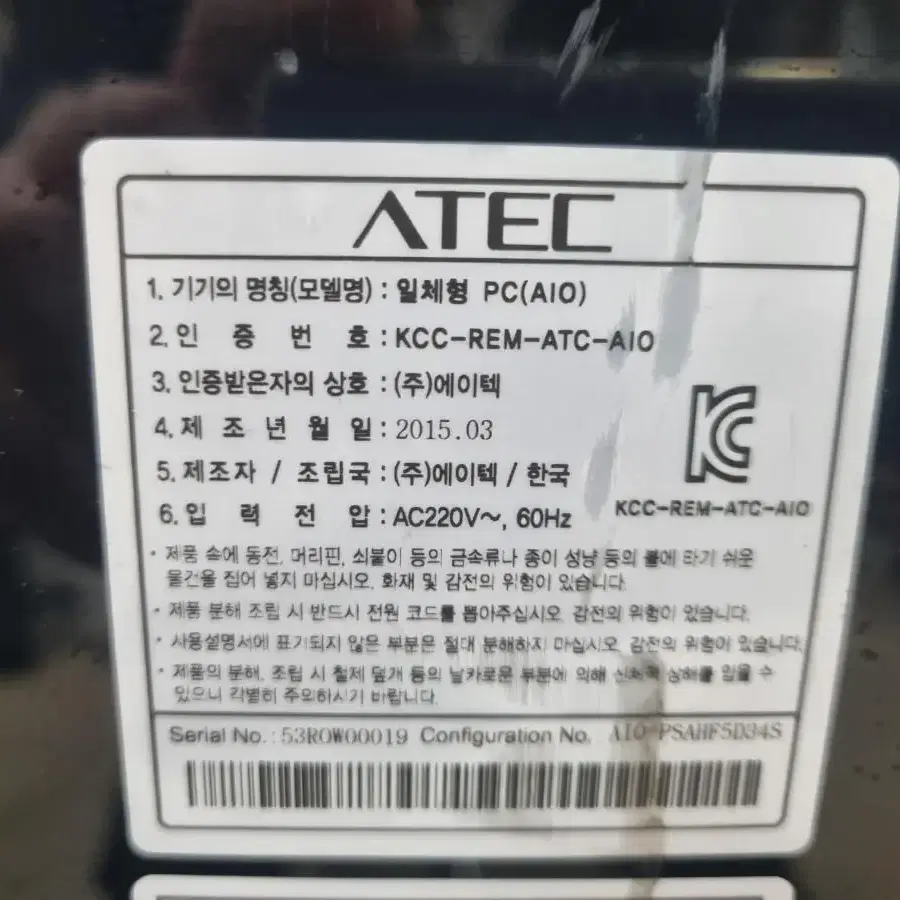 ATEC
1. 기기의 명칭(모델명) : 일체형 PC(AIO)
2. 인 증 번 호 : KCC-REM-ATC-AIO
3. 인증받은자의 상호 : (주)에이텍
4. 제 조 년 월 일 : 2015.03
5. 제조자 / 조립국 : (주)에이텍 / 한국
6. 입 력 전 압 : AC220V~, 60Hz
KCC-REM-ATC-AIO
• 제품 속에 동전, 머리핀, 쇠붙이 등의 금속류나 종이 성냥 등의 불에 타기 쉬운
물건을 집어 넣지 마십시오. 화재 및 감전의 위험이 있습니다.
• 제품 분해 조립 시 반드시 전원 코드를 뽑아주십시오. 감전의 위험이 있습니다.
• 사용설명서에 표기되지 않은 부분은 절대 분해하지 마십시오. 감전의 위험이 있습니다.
• 제품의 분해, 조립 시 철제 덮개 등의 날카로운 부분에 의해 신체적 상해를 입을 수
있으니 각별히 주의하시기 바랍니다.
Serial No. : 53ROW00019 Configuration No. AIO-PSAHF5D34S